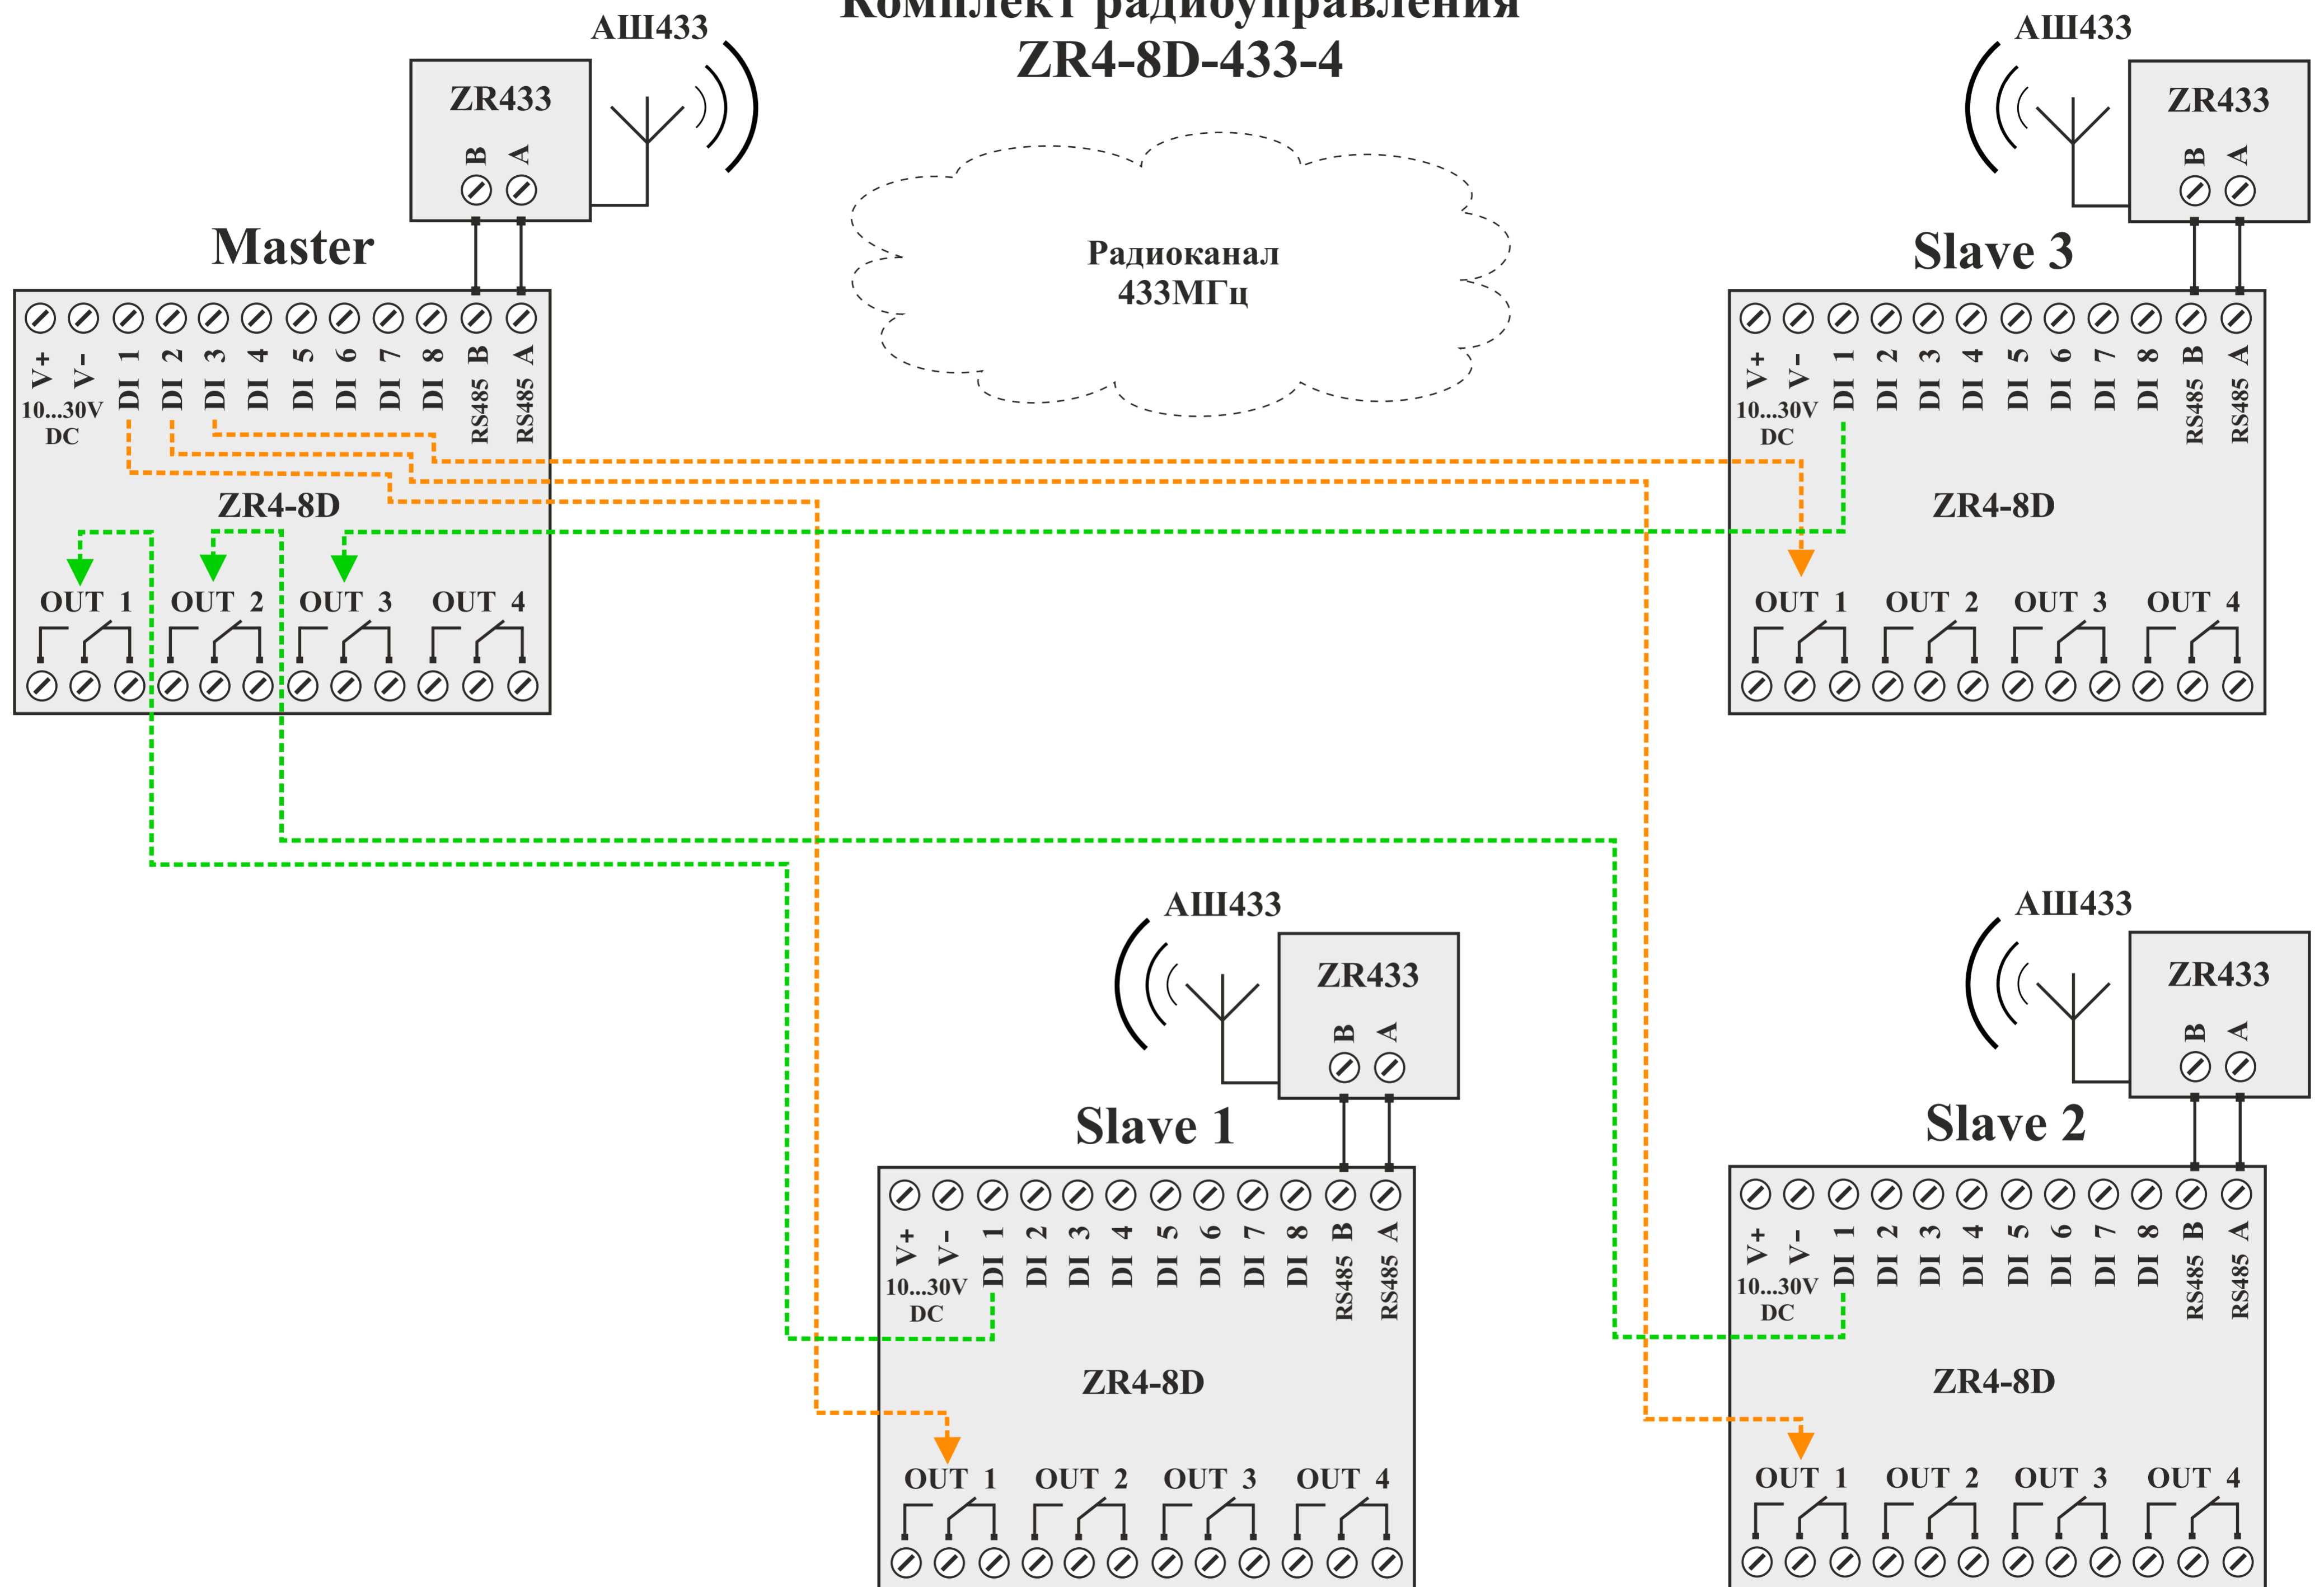 Комплект радиоуправления
ZR4-8D-433-4
АШ433
ZR433
B A
Master
V+ V- DI 1 DI 2 DI 3 DI 4 DI 5 DI 6 DI 7 DI 8 RS485 B RS485 A
10...30V
DC
ZR4-8D
OUT 1 OUT 2 OUT 3 OUT 4
Радиоканал
433МГц
АШ433
ZR433
B A
Slave 3
V+ V- DI 1 DI 2 DI 3 DI 4 DI 5 DI 6 DI 7 DI 8 RS485 B RS485 A
10...30V
DC
ZR4-8D
OUT 1 OUT 2 OUT 3 OUT 4
АШ433
ZR433
B A
Slave 1
V+ V- DI 1 DI 2 DI 3 DI 4 DI 5 DI 6 DI 7 DI 8 RS485 B RS485 A
10...30V
DC
ZR4-8D
OUT 1 OUT 2 OUT 3 OUT 4
АШ433
ZR433
B A
Slave 2
V+ V- DI 1 DI 2 DI 3 DI 4 DI 5 DI 6 DI 7 DI 8 RS485 B RS485 A
10...30V
DC
ZR4-8D
OUT 1 OUT 2 OUT 3 OUT 4